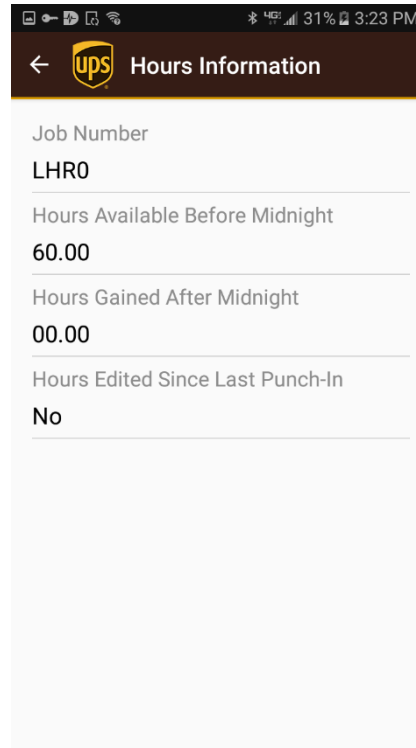 4G 31% 3:23 PM
ups Hours Information
Job Number
LHR0
Hours Available Before Midnight
60.00
Hours Gained After Midnight
00.00
Hours Edited Since Last Punch-In
No